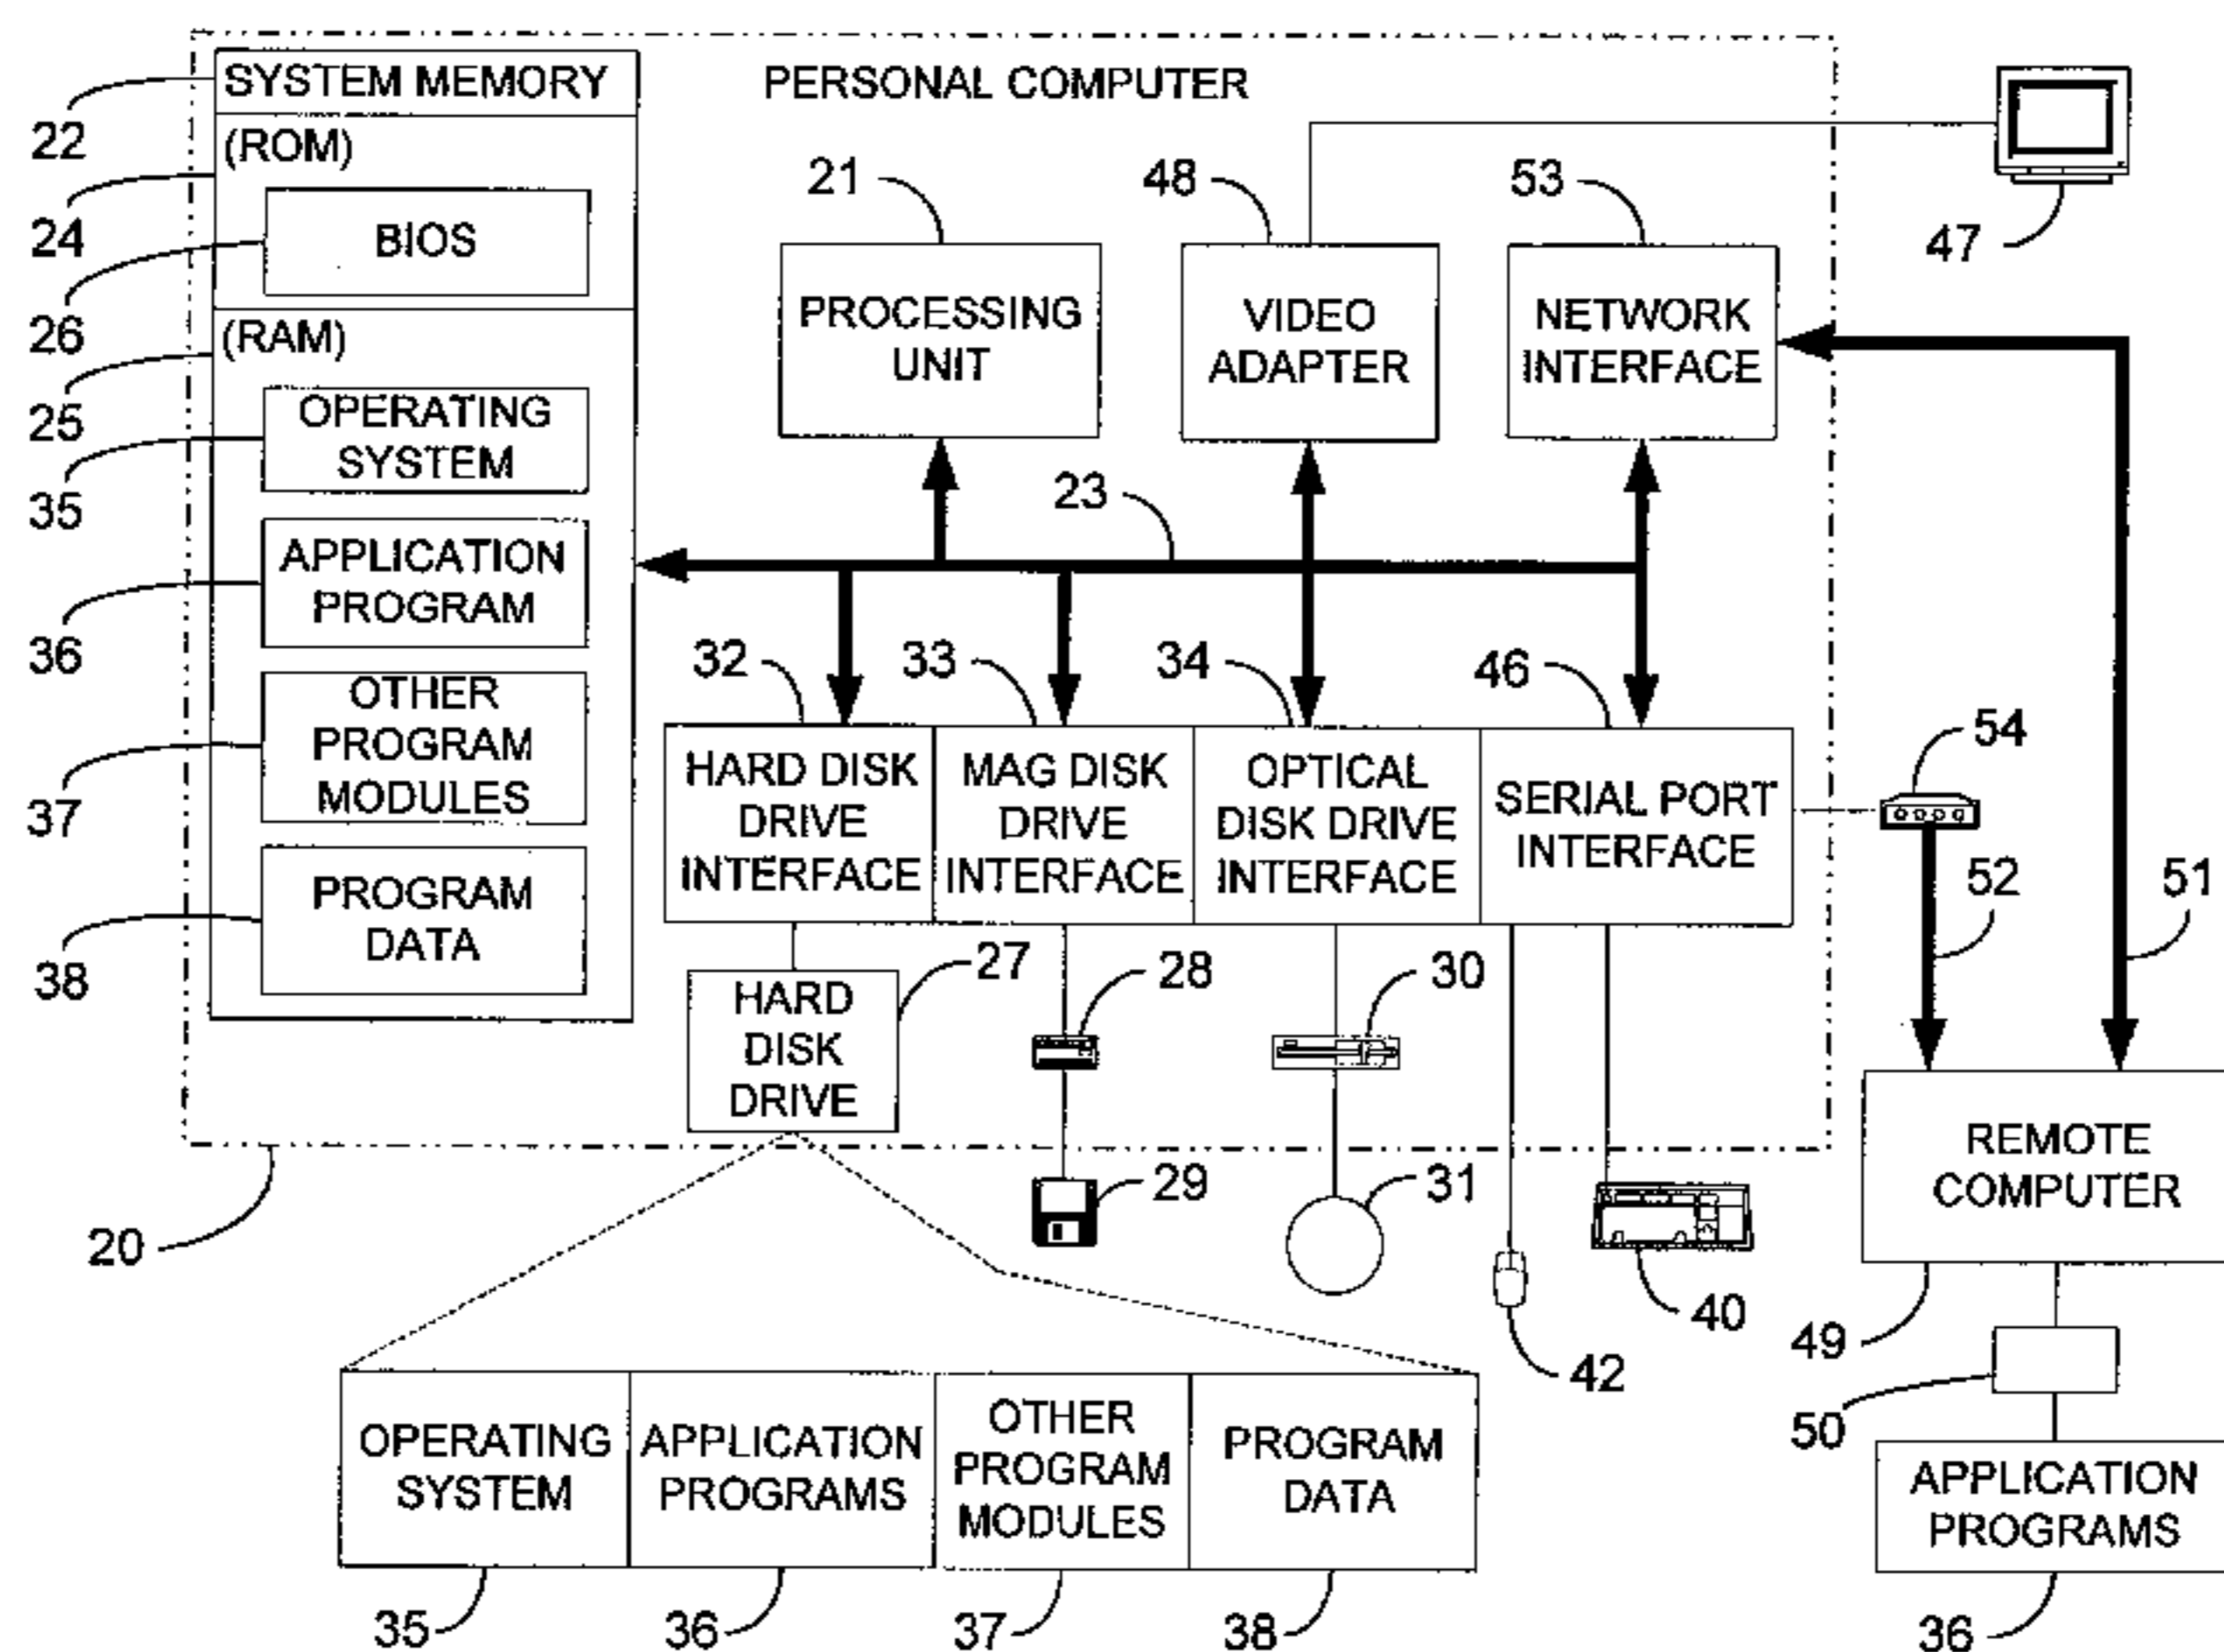 SYSTEM MEMORY
PERSONAL COMPUTER
22
(ROM)
24
BIOS
26
(RAM)
25
OPERATING
SYSTEM
35
APPLICATION
PROGRAM
36
OTHER
PROGRAM
MODULES
37
PROGRAM
DATA
38
21
48
53
47
PROCESSING
UNIT
VIDEO
ADAPTER
NETWORK
INTERFACE
23
32
33
34
46
HARD DISK
DRIVE
INTERFACE
MAG DISK
DRIVE
INTERFACE
OPTICAL
DISK DRIVE
INTERFACE
SERIAL PORT
INTERFACE
54
52
51
27
28
30
HARD
DISK
DRIVE
20
29
31
42
40
REMOTE
COMPUTER
49
50
OPERATING
SYSTEM
APPLICATION
PROGRAMS
OTHER
PROGRAM
MODULES
PROGRAM
DATA
APPLICATION
PROGRAMS
35
36
37
38
36